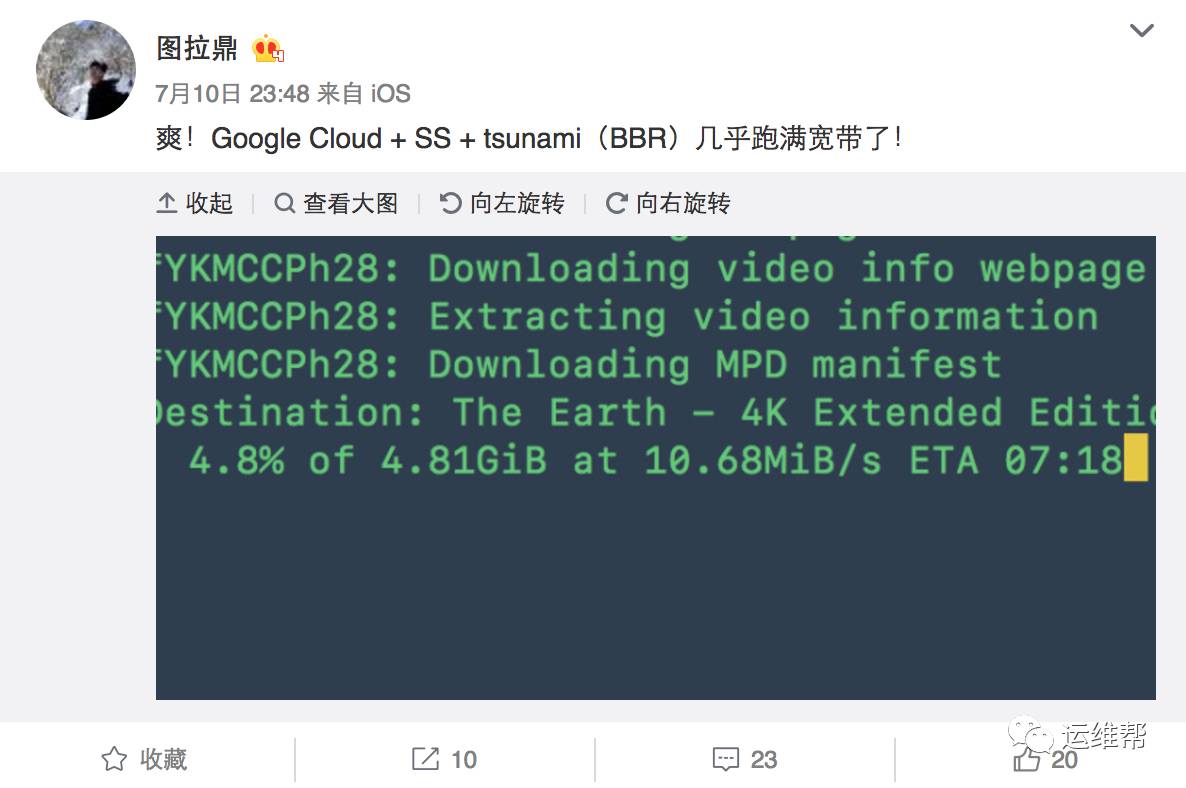 图拉鼎
4
7月10日 23:48 来自 iOS
爽！Google Cloud + SS + tsunami（BBR）几乎跑满宽带了！
收起 查看大图 向左旋转 向右旋转
fYKMCCPh28: Downloading video info webpage
fYKMCCPh28: Extracting video information
fYKMCCPh28: Downloading MPD manifest
Destination: The Earth – 4K Extended Editio
4.8% of 4.81GiB at 10.68MiB/s ETA 07:18
运维帮
收藏 10 23 20